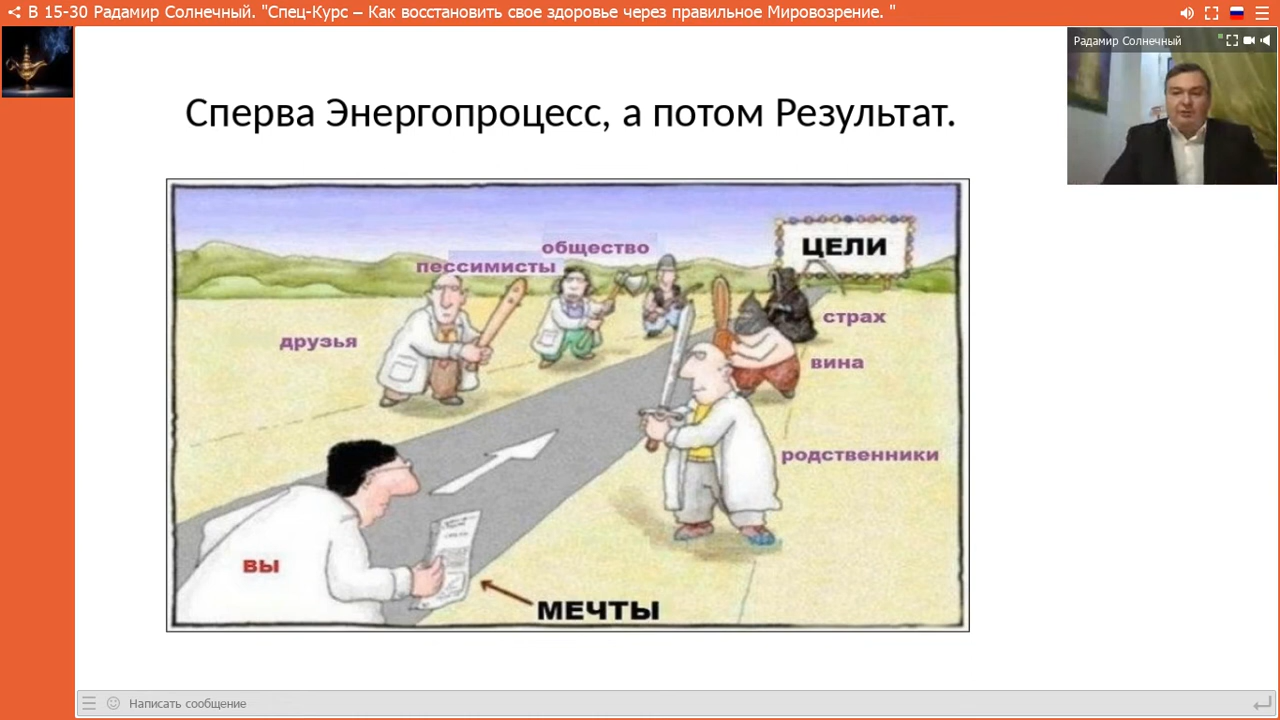 В 15-30 Радамир Солнечный. "Спец-Курс – Как восстановить свое здоровье через правильное Мировозрение. "
Радамир Солнечный
Сперва Энергопроцесс, а потом Результат.
общество
ЦЕЛИ
пессимисты
страх
друзья
вина
родственники
вы
МЕЧТЫ
Написать сообщение